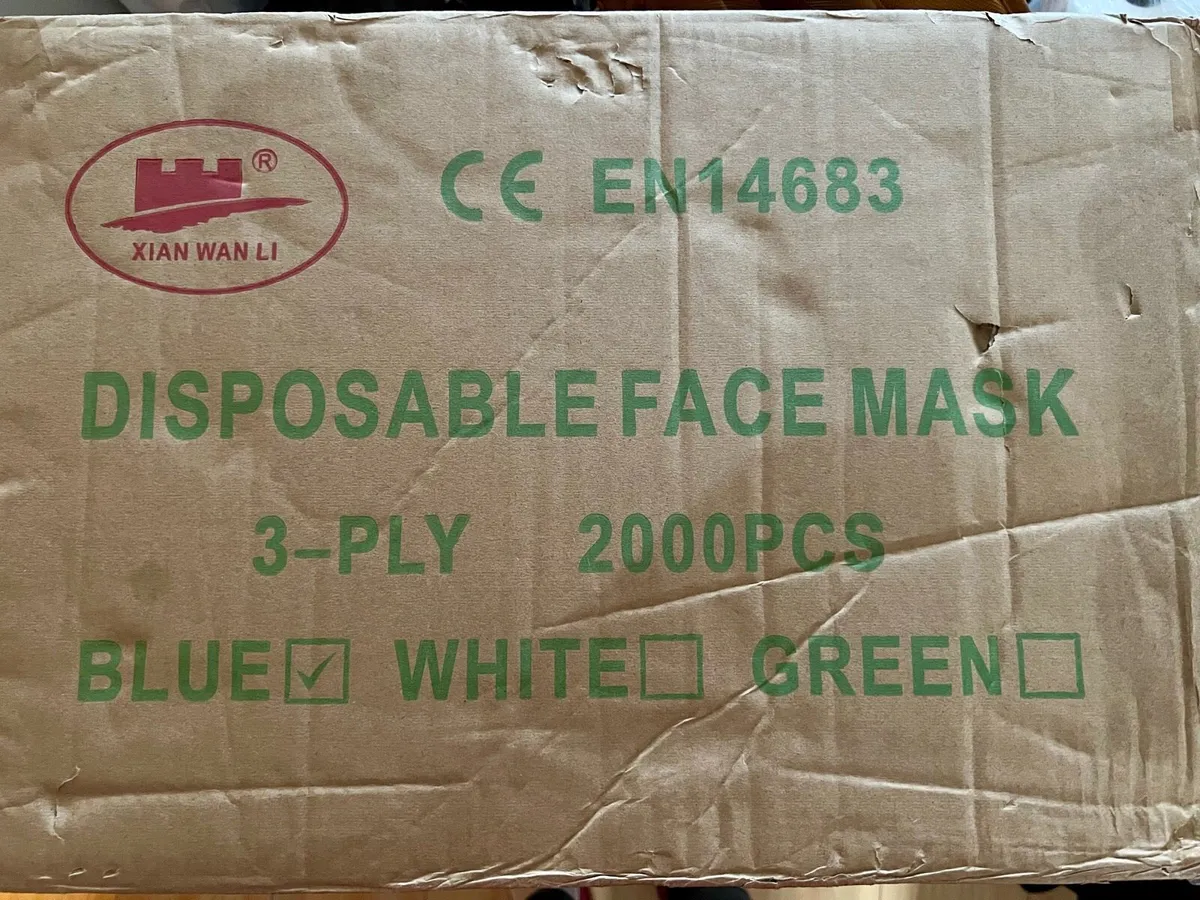 ®
XIAN WAN LI
CE EN14683
DISPOSABLE FACE MASK
3-PLY 2000PCS
BLUE ☑ WHITE ☐ GREEN ☐